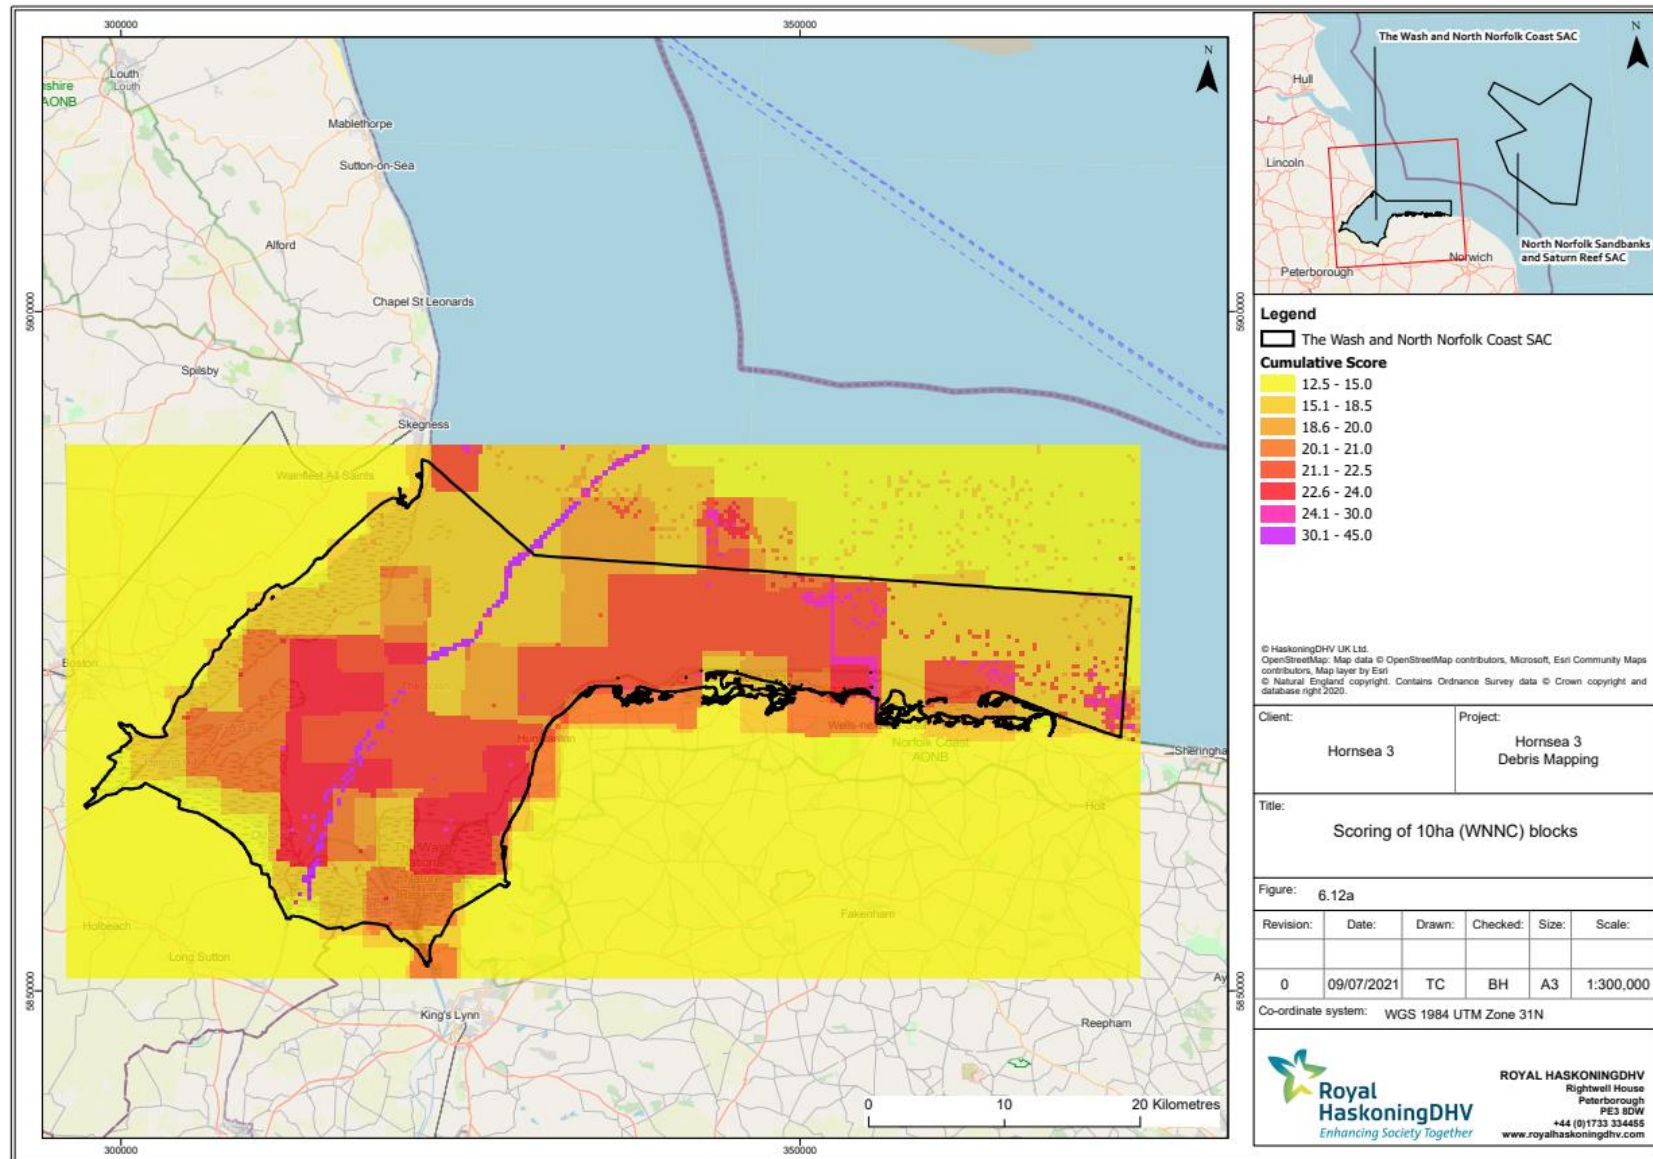 300000
350000
Louth
Louth
shire
AONB
Mablethorpe
Sutton-on-Sea
Alford
Chapel St Leonards
5900000
5900000
Spilsby
Skegness
Wainfleet All Saints
Boston
Hunstanton
Norfolk Coast
AONB
Sheringha
Holt
The Wash
Fakenham
Holbeach
Long Sutton
King's Lynn
Reepham
Ay
5850000
5850000
N
0 10 20 Kilometres
300000
350000
The Wash and North Norfolk Coast SAC
N
Hull
Lincoln
Norwich
Peterborough
North Norfolk Sandbanks
and Saturn Reef SAC
Legend
The Wash and North Norfolk Coast SAC
Cumulative Score
12.5 - 15.0
15.1 - 18.5
18.6 - 20.0
20.1 - 21.0
21.1 - 22.5
22.6 - 24.0
24.1 - 30.0
30.1 - 45.0
© HaskoningDHV UK Ltd.
OpenStreetMap: Map data © OpenStreetMap contributors, Microsoft, Esri Community Maps
contributors, Map layer by Esri
© Natural England copyright. Contains Ordnance Survey data © Crown copyright and
database right 2020.
Client:
Hornsea 3
Project:
Hornsea 3
Debris Mapping
Title:
Scoring of 10ha (WNNC) blocks
Figure: 6.12a
Revision: Date: Drawn: Checked: Size: Scale:
0 09/07/2021 TC BH A3 1:300,000
Co-ordinate system: WGS 1984 UTM Zone 31N
Royal
HaskoningDHV
Enhancing Society Together
ROYAL HASKONINGDHV
Rightwell House
Peterborough
PE3 8DW
+44 (0)1733 334455
www.royalhaskoningdhv.com